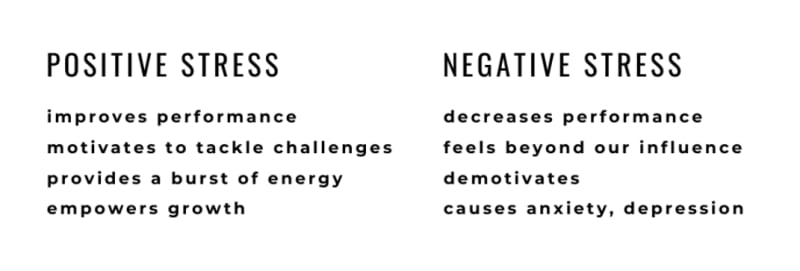 POSITIVE STRESS
improves performance
motivates to tackle challenges
provides a burst of energy
empowers growth
NEGATIVE STRESS
decreases performance
feels beyond our influence
demotivates
causes anxiety, depression